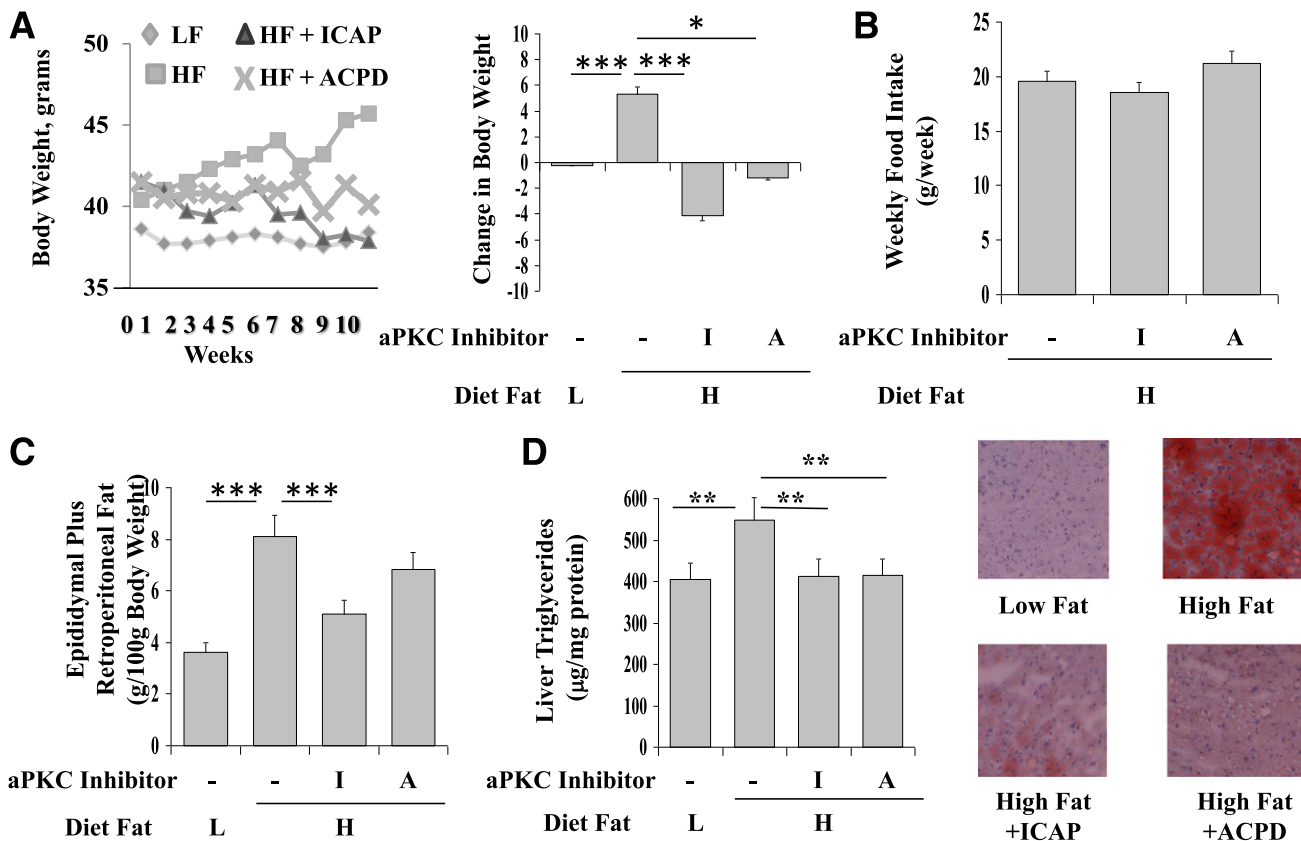 A
50
45
40
35
Body Weight, grams
LF
HF + ICAP
HF
HF + ACPD
0 1 2 3 4 5 6 7 8 9 10
Weeks
Change in Body Weight
10
8
6
4
2
0
-2
-4
-6
-8
-10
***
***
*
aPKC Inhibitor - - I A
Diet Fat L H
B
Weekly Food Intake
(g/week)
25
20
15
10
5
0
aPKC Inhibitor - I A
Diet Fat H
C
Epididymal Plus
Retroperitoneal Fat
(g/100g Body Weight)
10
8
6
4
2
0
***
***
aPKC Inhibitor - - I A
Diet Fat L H
D
Liver Triglycerides
(µg/mg protein)
600
500
400
300
200
100
0
**
**
**
aPKC Inhibitor - - I A
Diet Fat L H
Low Fat
High Fat
High Fat
+ICAP
High Fat
+ACPD